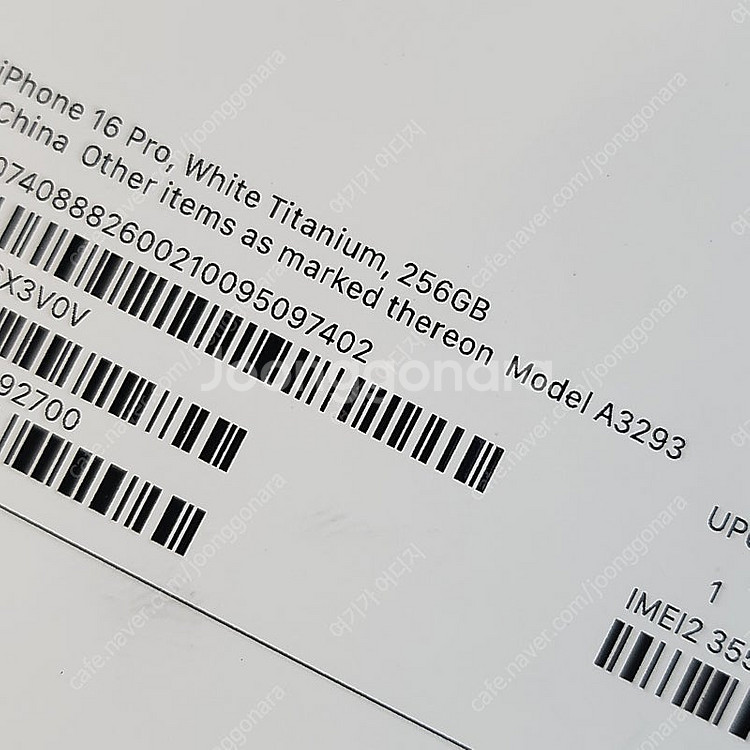 iPhone 16 Pro, White Titanium, 256GB
China Other items as marked thereon Model A3293
0740888260021009509740​2
CX3V0V
92700
UP
1
IMEI2 355
Joonggonara
cafe.naver.com/joonggonara
여기가 어디지